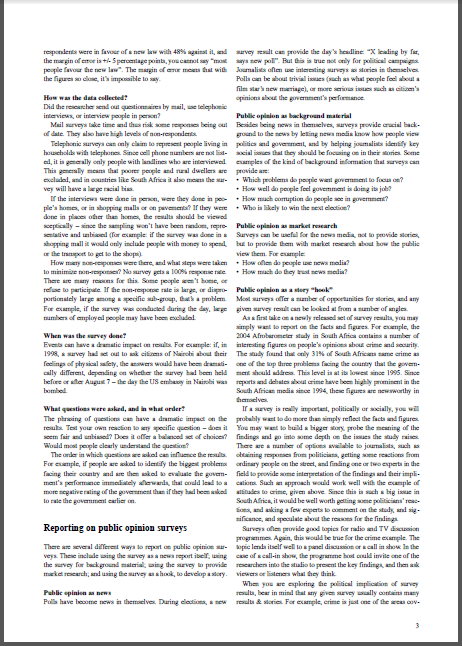 respondents were in favour of a new law with 48% against it, and
the margin of error is +/- 5 percentage points, you cannot say "most
people favour the new law". The margin of error means that with
the figures so close, it's impossible to say.
How was the data collected?
Did the researcher send out questionnaires by mail, use telephonic
interviews, or interview people in person?
Mail surveys take time and thus risk some responses being out
of date. They also have high levels of non-respondents.
Telephonic surveys can only claim to represent people living in
households with telephones. Since cell phone numbers are not list-
ed, it is generally only people with landlines who are interviewed.
This generally means that poorer people and rural dwellers are
excluded, and in countries like South Africa it also means the sur-
vey will have a large racial bias.
If the interviews were done in person, were they done in peo-
ple's homes, or in shopping malls or on pavements? If they were
done in places other than homes, the results should be viewed
sceptically – since the sampling won't have been random, repre-
sentative and unbiased (for example: if the survey was done in a
shopping mall it would only include people with money to spend,
or the transport to get to the shops).
How many non-responses were there, and what steps were taken
to minimize non-responses? No survey gets a 100% response rate.
There are many reasons for this. Some people aren't home, or
refuse to participate. If the non-response rate is large, or dispro-
portionately large among a specific sub-group, that's a problem.
For example, if the survey was conducted during the day, large
numbers of employed people may have been excluded.
When was the survey done?
Events can have a dramatic impact on results. For example: if, in
1998, a survey had set out to ask citizens of Nairobi about their
feelings of physical safety, the answers would have been dramati-
cally different, depending on whether the survey had been held
before or after August 7 – the day the US embassy in Nairobi was
bombed.
What questions were asked, and in what order?
The phrasing of questions can have a dramatic impact on the
results. Test your own reaction to any specific question – does it
seem fair and unbiased? Does it offer a balanced set of choices?
Would most people clearly understand the question?
The order in which questions are asked can influence the results.
For example, if people are asked to identify the biggest problems
facing their country and are then asked to evaluate the govern-
ment's performance immediately afterwards, that could lead to a
more negative rating of the government than if they had been asked
to rate the government earlier on.
Reporting on public opinion surveys
There are several different ways to report on public opinion sur-
veys. These include using the survey as a news report itself; using
the survey for background material; using the survey to provide
market research; and using the survey as a hook, to develop a story.
Public opinion as news
Polls have become news in themselves. During elections, a new
survey result can provide the day's headline: "X leading by far,
says new poll". But this is true not only for political campaigns.
Journalists often use interesting surveys as stories in themselves.
Polls can be about trivial issues (such as what people feel about a
film star's new marriage), or more serious issues such as citizen's
opinions about the government's performance.
Public opinion as background material
Besides being news in themselves, surveys provide crucial back-
ground to the news by letting news media know how people view
politics and government, and by helping journalists identify key
social issues that they should be focusing on in their stories. Some
examples of the kind of background information that surveys can
provide are:
• Which problems do people want government to focus on?
• How well do people feel government is doing its job?
• How much corruption do people see in government?
• Who is likely to win the next election?
Public opinion as market research
Surveys can be useful for the news media, not to provide stories,
but to provide them with market research about how the public
view them. For example:
• How often do people use news media?
• How much do they trust news media?
Public opinion as a story "hook"
Most surveys offer a number of opportunities for stories, and any
given survey result can be looked at from a number of angles.
As a first take on a newly released set of survey results, you may
simply want to report on the facts and figures. For example, the
2004 Afrobarometer study in South Africa contains a number of
interesting figures on people's opinions about crime and security.
The study found that only 31% of South Africans name crime as
one of the top three problems facing the country that the govern-
ment should address. This level is at its lowest since 1995. Since
reports and debates about crime have been highly prominent in the
South African media since 1994, these figures are newsworthy in
themselves.
If a survey is really important, politically or socially, you will
probably want to do more than simply reflect the facts and figures.
You may want to build a bigger story, probe the meaning of the
findings and go into some depth on the issues the study raises.
There are a number of options available to journalists, such as
obtaining responses from politicians, getting some reactions from
ordinary people on the street, and finding one or two experts in the
field to provide some interpretation of the findings and their impli-
cations. Such an approach would work well with the example of
attitudes to crime, given above. Since this is such a big issue in
South Africa, it would be well worth getting some politicians' reac-
tions, and asking a few experts to comment on the study, and sig-
nificance, and speculate about the reasons for the findings.
Surveys often provide good topics for radio and TV discussion
programmes. Again, this would be true for the crime example. The
topic lends itself well to a panel discussion or a call in show. In the
case of a call-in show, the programme host could invite one of the
researchers into the studio to present the key findings, and then ask
viewers or listeners what they think.
When you are exploring the political implication of survey
results, bear in mind that any given survey usually contains many
results & stories. For example, crime is just one of the areas cov-
3